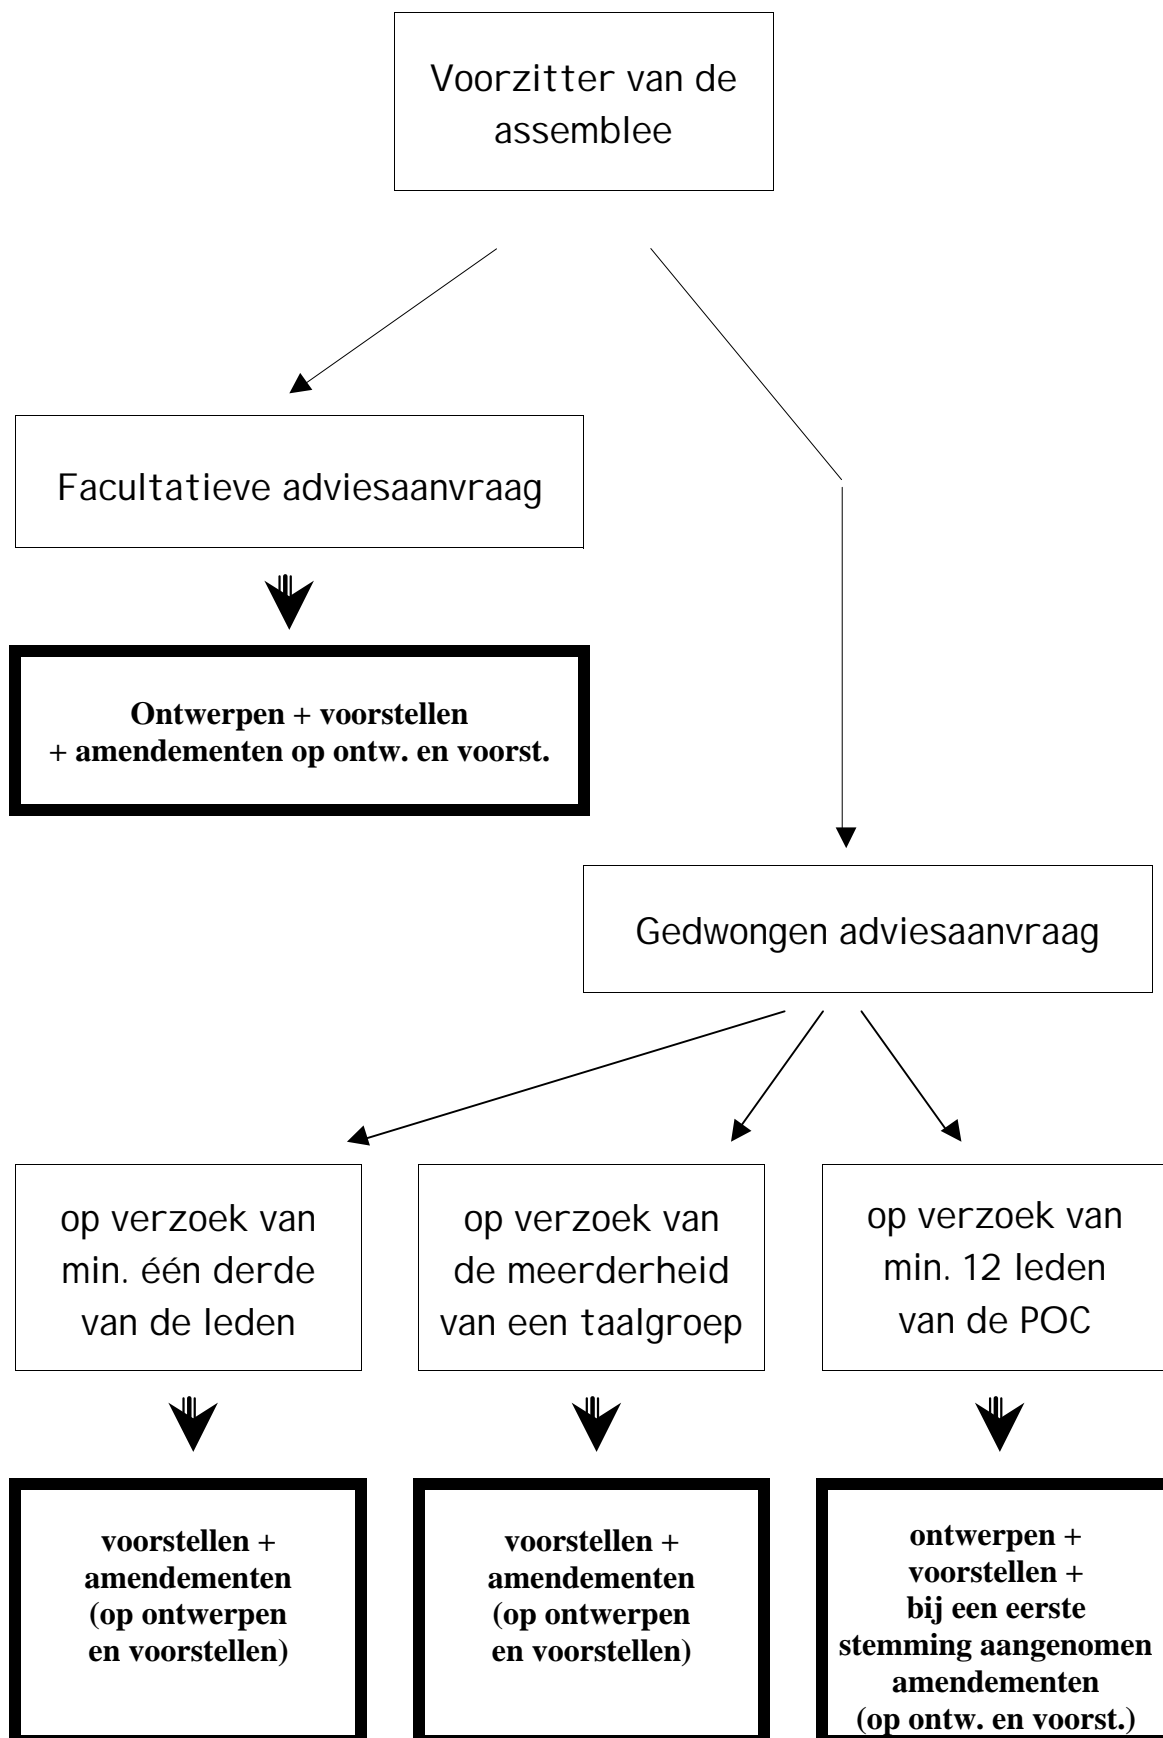 Voorzitter van de
assemblee
Facultatieve adviesaanvraag
Ontwerpen + voorstellen
+ amendementen op ontw. en voorst.
Gedwongen adviesaanvraag
op verzoek van
min. één derde
van de leden
op verzoek van
de meerderheid
van een taalgroep
op verzoek van
min. 12 leden
van de POC
voorstellen +
amendementen
(op ontwerpen
en voorstellen)
voorstellen +
amendementen
(op ontwerpen
en voorstellen)
ontwerpen +
voorstellen +
bij een eerste
stemming aangenomen
amendementen
(op ontw. en voorst.)